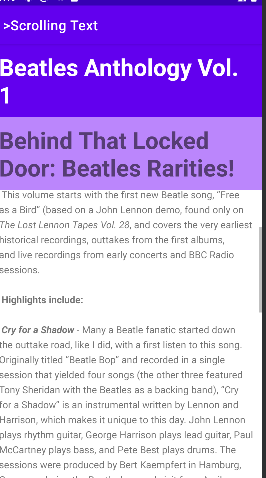 >Scrolling Text
Beatles Anthology Vol.
1
Behind That Locked
Door: Beatles Rarities!
This volume starts with the first new Beatle song, “Free
as a Bird” (based on a John Lennon demo, found only on
The Lost Lennon Tapes Vol. 28, and covers the very earliest
historical recordings, outtakes from the first albums,
and live recordings from early concerts and BBC Radio
sessions.
Highlights include:
Cry for a Shadow - Many a Beatle fanatic started down
the outtake road, like I did, with a first listen to this song.
Originally titled “Beatle Bop” and recorded in a single
session that yielded four songs (the other three featured
Tony Sheridan with the Beatles as a backing band), “Cry
for a Shadow” is an instrumental written by Lennon and
Harrison, which makes it unique to this day. John Lennon
plays rhythm guitar, George Harrison plays lead guitar, Paul
McCartney plays bass, and Pete Best plays drums. The
sessions were produced by Bert Kaempfert in Hamburg,